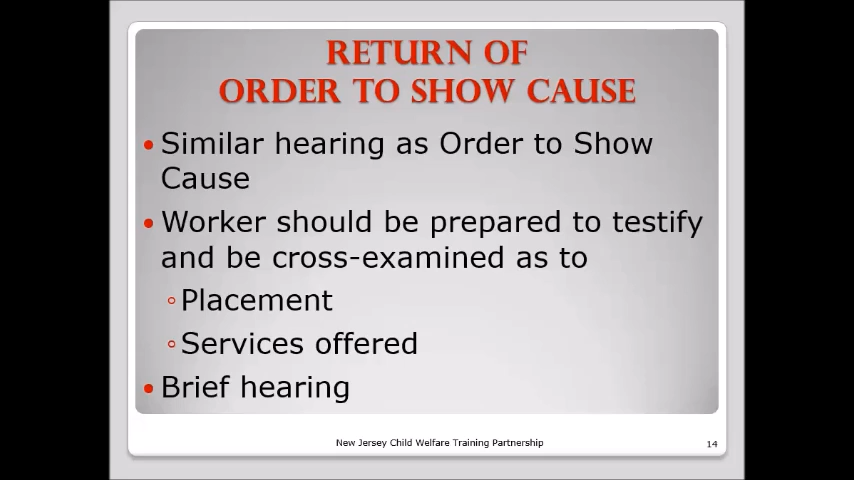 RETURN OF
ORDER TO SHOW CAUSE
• Similar hearing as Order to Show
Cause
• Worker should be prepared to testify
and be cross-examined as to
◦ Placement
◦ Services offered
• Brief hearing
New Jersey Child Welfare Training Partnership
14